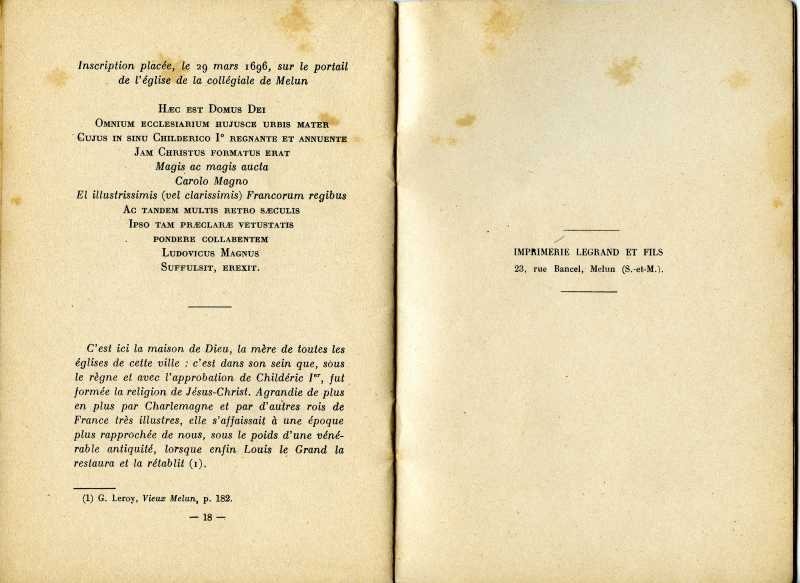 Inscription placée, le 29 mars 1696, sur le portail
de l'église de la collégiale de Melun
HÆC EST DOMUS DEI
OMNIUM ECCLESIARIUM HUJUSCE URBIS MATER
CUJUS IN SINU CHILDERICO I° REGNANTE ET ANNUENTE
JAM CHRISTUS FORMATUS ERAT
Magis ac magis aucta
Carolo Magno
El illustrissimis (vel clarissimis) Francorum regibus
AC TANDEM MULTIS RETRO SÆCULIS
IPSO TAM PRÆCLARÆ VETUSTATIS
PONDERE COLLABENTEM
LUDOVICUS MAGNUS
SUFFULSIT, EREXIT.
C'est ici la maison de Dieu, la mère de toutes les
églises de cette ville : c'est dans son sein que, sous
le règne et avec l'approbation de Childéric Ier, fut
formée la religion de Jésus-Christ. Agrandie de plus
en plus par Charlemagne et par d'autres rois de
France très illustres, elle s'affaissait à une époque
plus rapprochée de nous, sous le poids d'une véné-
rable antiquité, lorsque enfin Louis le Grand la
restaura et la rétablit (1).
(1) G. Leroy, Vieux Melun, p. 182.
— 18 —
IMPRIMERIE LEGRAND ET FILS
23, rue Bancel, Melun (S.-et-M.).